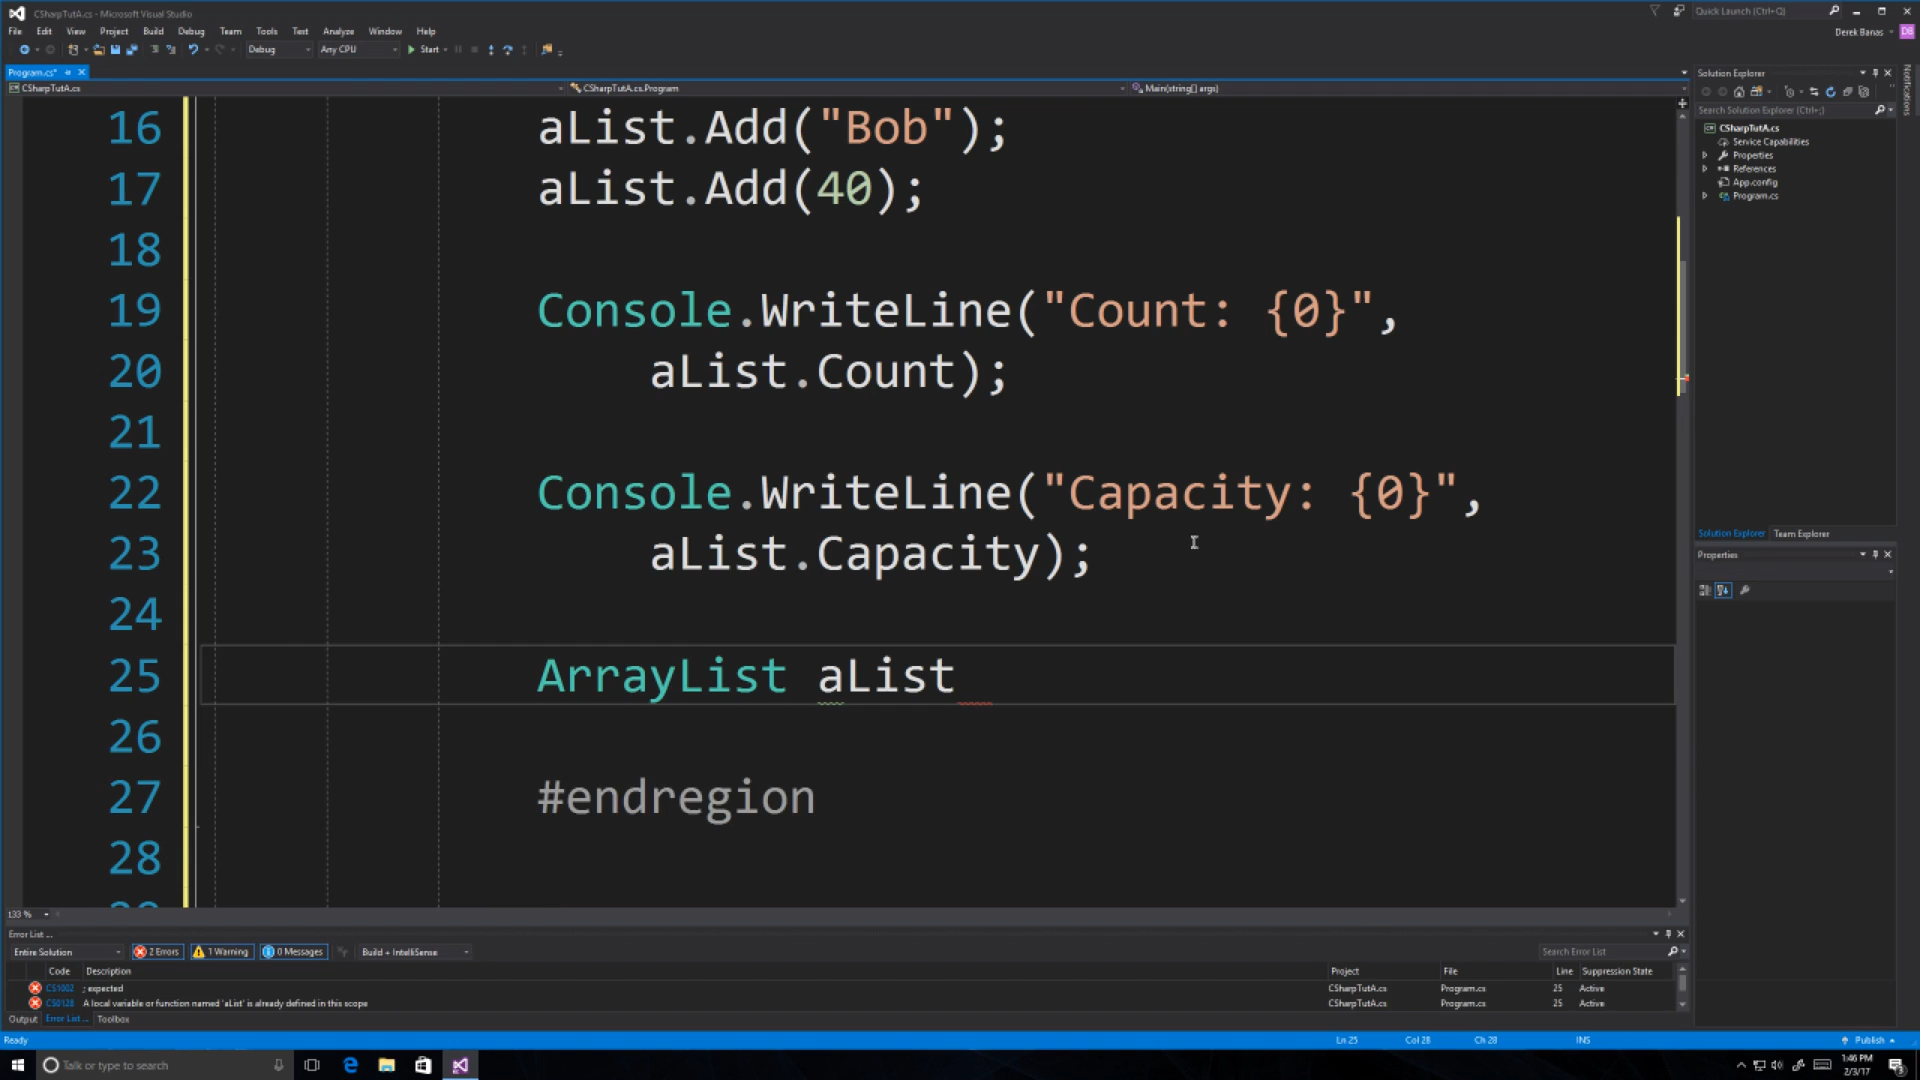 CSharpTutA.cs - Microsoft Visual Studio
Quick Launch (Ctrl+Q)
File Edit View Project Build Debug Team Tools Test Analyze Window Help
Derek Banas DB
Debug Any CPU Start
Program.cs*
Solution Explorer
Notifications
CSharpTutA.cs CSharpTutA.cs.Program Main(string[] args)
Search Solution Explorer (Ctrl+;)
CSharpTutA.cs
Service Capabilities
Properties
References
App.config
Program.cs
16 aList.Add("Bob");
17 aList.Add(40);
18
19 Console.WriteLine("Count: {0}",
20 aList.Count);
21
22 Console.WriteLine("Capacity: {0}",
23 aList.Capacity);
24
25 ArrayList aList
26
27 #endregion
28
Solution Explorer Team Explorer
Properties
133 %
Error List ...
Entire Solution 2 Errors 1 Warning 0 Messages Build + IntelliSense Search Error List
Code Description Project File Line Suppression State
CS1002 ; expected CSharpTutA.cs Program.cs 25 Active
CS0128 A local variable or function named 'aList' is already defined in this scope CSharpTutA.cs Program.cs 25 Active
Output Error List ... Toolbox
Ready Ln 25 Col 28 Ch 28 INS Publish
Talk or type to search
1:46 PM
2/3/17